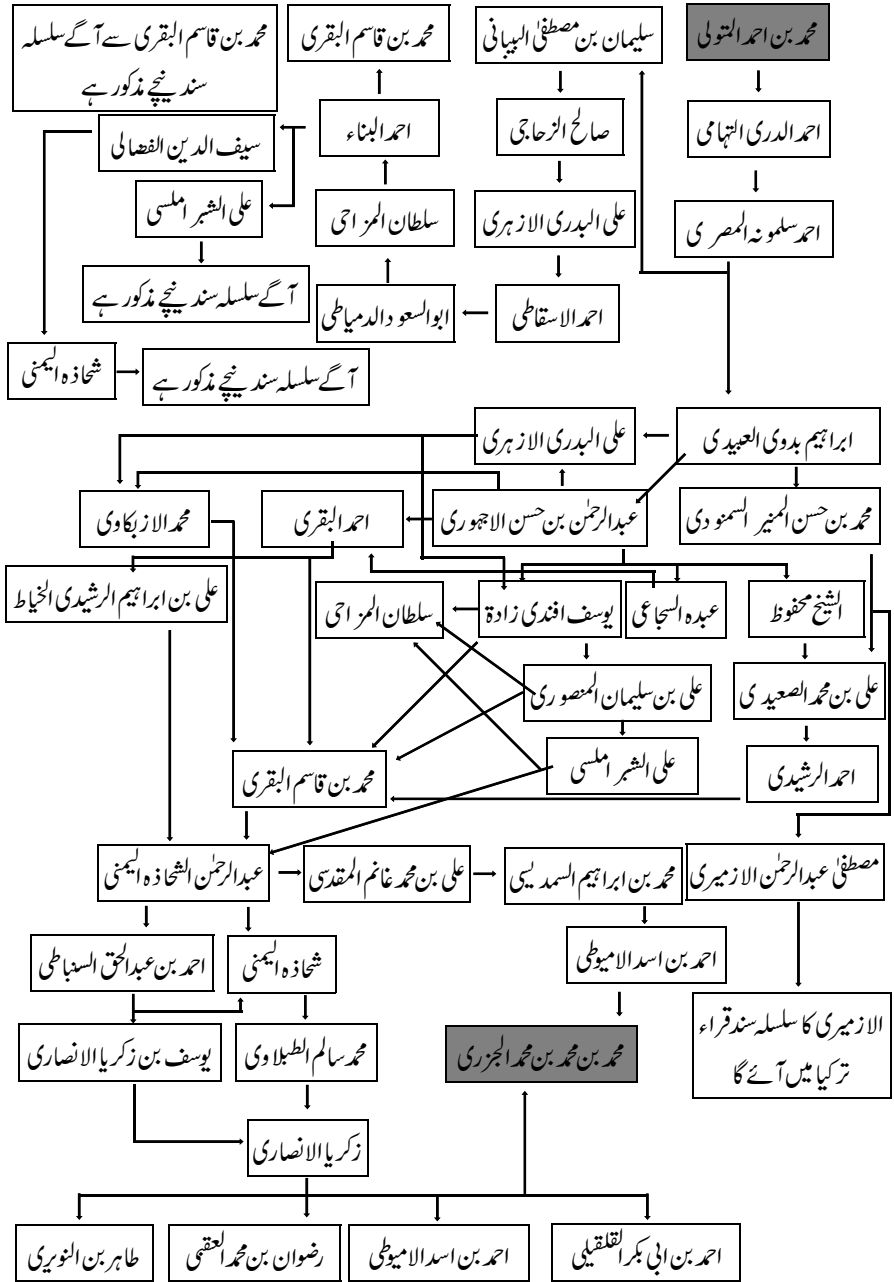 محمد بن احمد المتولی
سلیمان بن مصطفیٰ البیبانی
محمد بن قاسم البقری
محمد بن قاسم البقری سے آگے سلسلہ
سند نیچے مذکور ہے
احمد الدری التہامی
صالح الزجاجی
احمد البناء
سیف الدین الفضالی
علی الشبر املسی
احمد سلمونہ المصری
علی البدری الازہری
سلطان المزاحی
آگے سلسلہ سند نیچے مذکور ہے
احمد الاسقاطی
ابوالسعود الدمیاطی
شحاذہ الیمنی
آگے سلسلہ سند نیچے مذکور ہے
ابراہیم بدوی العبیدی
علی البدری الازہری
محمد بن حسن المنیر السمنودی
عبدالرحمٰن بن حسن الاجہوری
احمد البقری
محمد الازبکاوی
الشیخ محفوظ
عبدہ السجاعی
یوسف افندی زادۃ
سلطان المزاحی
علی بن ابراہیم الرشیدی الخیاط
علی بن محمد الصعیدی
علی بن سلیمان المنصوری
احمد الرشیدی
علی الشبر املسی
محمد بن قاسم البقری
مصطفیٰ عبدالرحمٰن الازمیری
محمد بن ابراہیم السمدیسی
علی بن محمد غانم المقدسی
عبدالرحمٰن الشحاذہ الیمنی
احمد بن اسد الامیوطی
شحاذہ الیمنی
احمد بن عبدالحق السنباطی
الازمیری کا سلسلہ سند قراء
ترکیا میں آئے گا
محمد بن محمد بن محمد الجزری
محمد سالم الطبلاوی
یوسف بن زکریا الانصاری
زکریا الانصاری
احمد بن ابی بکر القلقیلی
احمد بن اسد الامیوطی
رضوان بن محمد العقبی
طاہر بن النویری